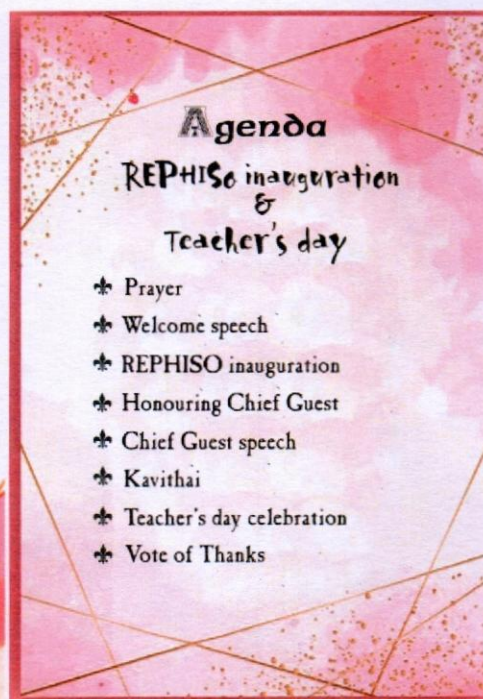 Agenda
REPHISo inauguration
&
Teacher's day
Prayer
Welcome speech
REPHISO inauguration
Honouring Chief Guest
Chief Guest speech
Kavithai
Teacher's day celebration
Vote of Thanks